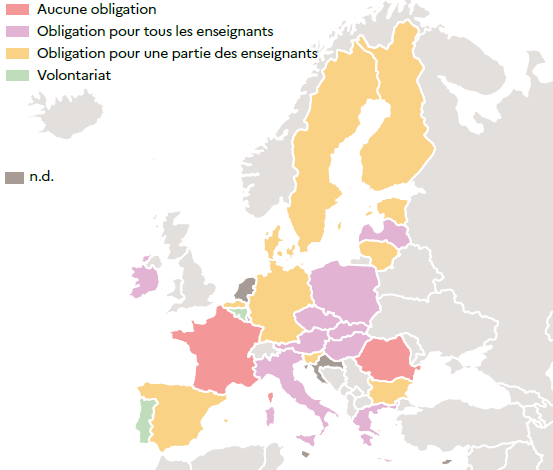 Aucune obligation
Obligation pour tous les enseignants
Obligation pour une partie des enseignants
Volontariat
n.d.